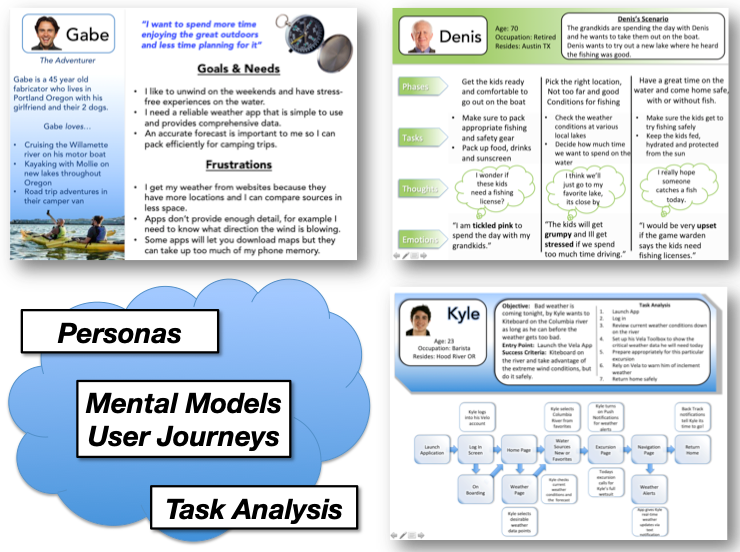 Gabe
The Adventurer
Gabe is a 45 year old
fabricator who lives in
Portland Oregon with his
girlfriend and their 2 dogs.
Gabe loves…
• Cruising the Willamette
river on his motor boat
• Kayaking with Mollie on
new lakes throughout
Oregon
• Road trip adventures in
their camper van
"I want to spend more time
enjoying the great outdoors
and less time planning for it"
Goals & Needs
• I like to unwind on the weekends and have stress-
free experiences on the water.
• I need a reliable weather app that is simple to use
and provides comprehensive data.
• An accurate forecast is important to me so I can
pack efficiently for camping trips.
Frustrations
• I get my weather from websites because they
have more locations and I can compare sources in
less space.
• Apps don't provide enough detail, for example I
need to know what direction the wind is blowing.
• Some apps will let you download maps but they
can take up too much of my phone memory.
Denis
Age: 70
Occupation: Retired
Resides: Austin TX
Denis's Scenario
The grandkids are spending the day with Denis
and he wants to take them out on the boat.
Denis wants to try out a new lake where he heard
the fishing was good.
Phases
Get the kids ready
and comfortable to
go out on the boat
Pick the right location,
Not too far and good
Conditions for fishing
Have a great time on the
water and come home safe,
with or without fish.
Tasks
• Make sure to pack
appropriate fishing
and safety gear
• Pack up food, drinks
and sunscreen
• Check the weather
conditions at various
local lakes
• Decide how much time
we want to spend on the
water
• Make sure the kids get to
try fishing safely
• Keep the kids fed,
hydrated and protected
from the sun
Thoughts
I wonder if
these kids
need a fishing
license?
I think we'll
just go to my
favorite lake,
its close by
I really hope
someone
catches a fish
today.
Emotions
"I am tickled pink to
spend the day with my
grandkids."
"The kids will get
grumpy and Ill get
stressed if we spend
too much time driving."
"I would be very upset
if the game warden
says the kids need
fishing licenses."
Personas
Mental Models
User Journeys
Task Analysis
Kyle
Age: 23
Occupation: Barista
Resides: Hood River OR
Objective: Bad weather is
coming tonight, by Kyle wants to
Kiteboard on the Columbia river
as long as he can before the
weather gets too bad.
Entry Point: Launch the Vela App
Success Criteria: Kiteboard on
the river and take advantage of
the extreme wind conditions, but
do it safely.
Task Analysis
1. Launch App
2. Log in
3. Review current weather conditions down
on the river
4. Set up his Vela Toolbox to show the
critical weather data he will need today
5. Prepare appropriately for this particular
excursion
6. Rely on Vela to warn him of inclement
weather
7. Return home safely
Kyle logs
into his Vela
account
Kyle selects
Columbia
River from
favorites
Kyle turns
on Push
Notifications
for weather
alerts
Back Track
notifications
tell Kyle its
time to go!
Launch
Application
Log In
Screen
Home Page
Water
Sources
New or
Favorites
Excursion
Page
Navigation
Page
Return
Home
On
Boarding
Weather
Page
Kyle checks
current
weather
conditions and
the forecast
Todays
excursion
calls for
Kyle's full
wetsuit
Weather
Alerts
Kyle selects
desirable
weather
data points
App gives Kyle
real-time
weather
updates via
text
notification